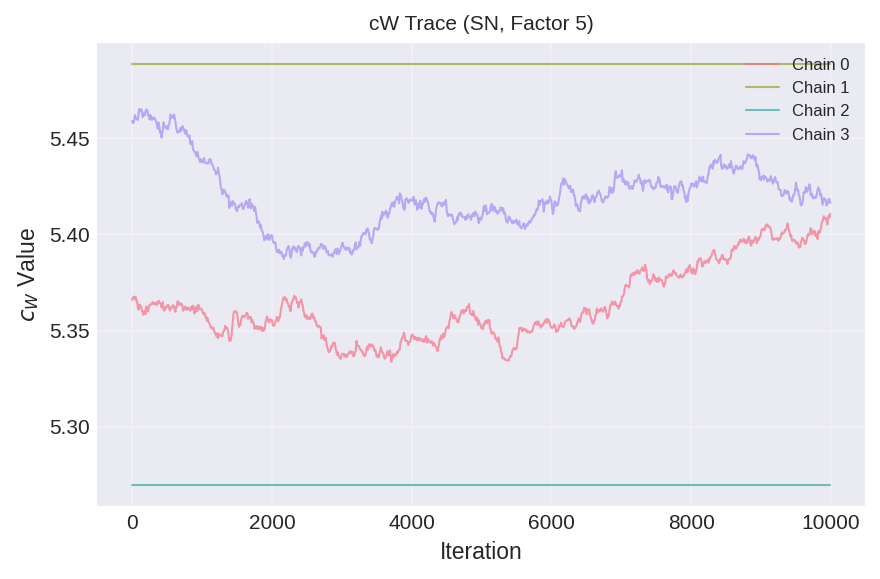 cW Trace (SN, Factor 5)
Chain 0
Chain 1
Chain 2
Chain 3
5.45
5.40
5.35
5.30
c_W Value
0 2000 4000 6000 8000 10000
Iteration